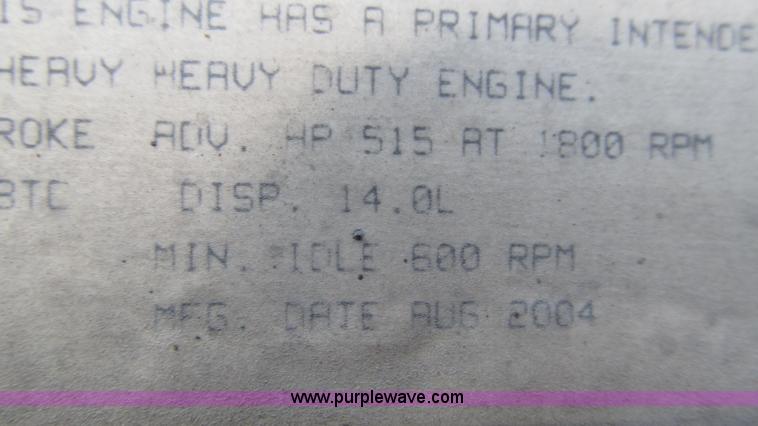 IS ENGINE HAS A PRIMARY INTENDE
HEAVY HEAVY DUTY ENGINE.
ROKE ADV. HP 515 AT 1800 RPM
BTC DISP. 14.0L
MIN. IDLE 600 RPM
MFG. DATE AUG 2004
www.purplewave.com